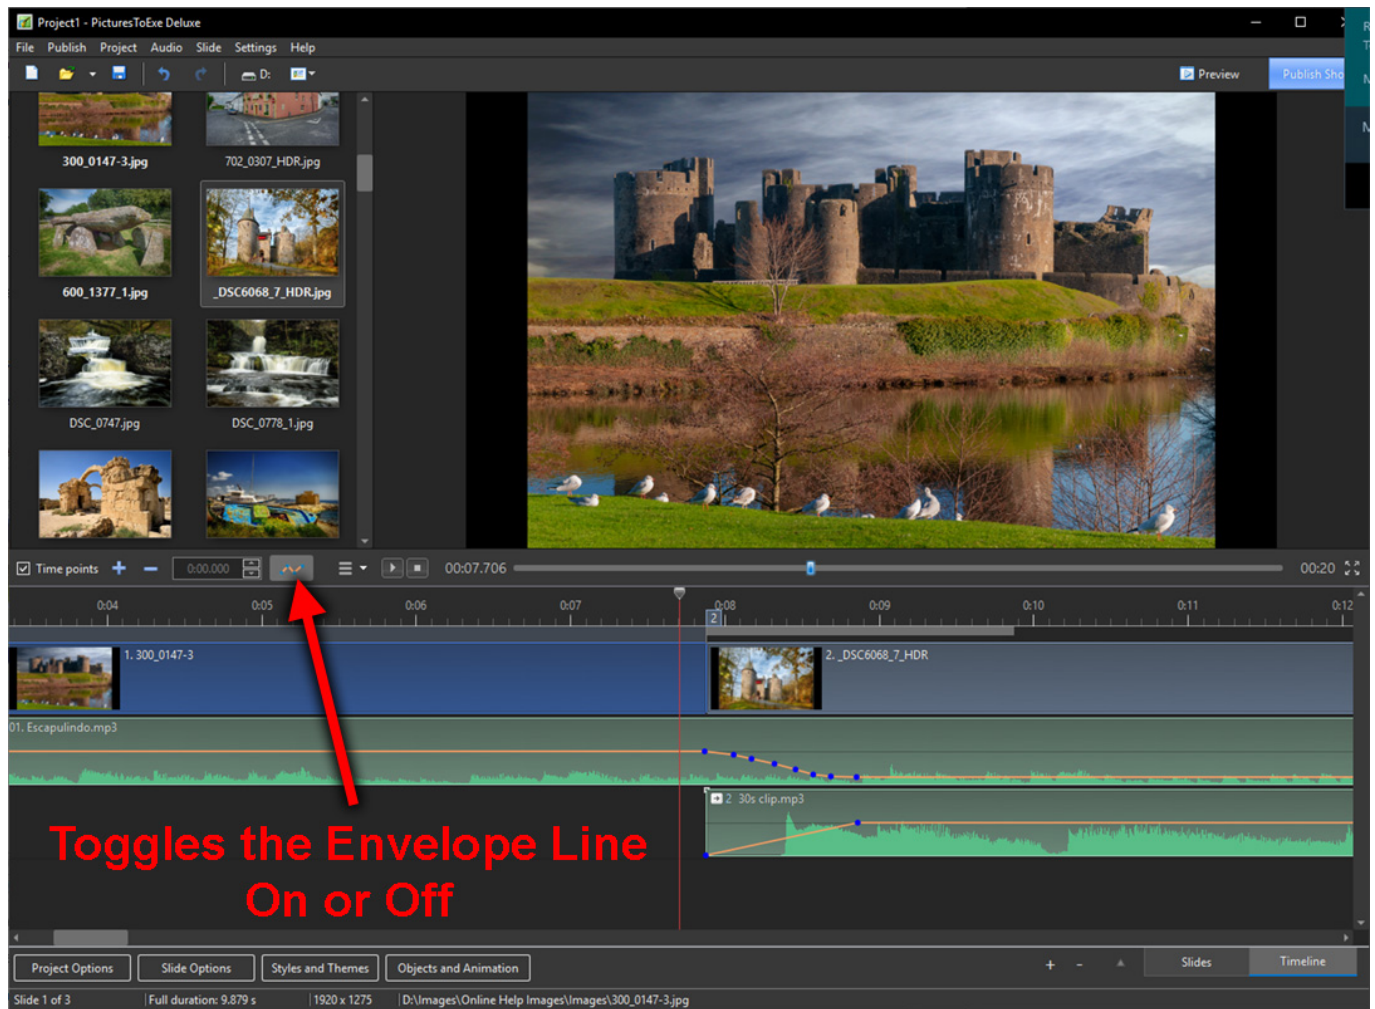 Project1 - PicturesToExe Deluxe
File Publish Project Audio Slide Settings Help
D:
Preview
Publish Sho
300_0147-3.jpg
702_0307_HDR.jpg
600_1377_1.jpg
_DSC6068_7_HDR.jpg
DSC_0747.jpg
DSC_0778_1.jpg
Time points
0:00.000
00:07.706
00:20
0:04 0:05 0:06 0:07 0:08 0:09 0:10 0:11 0:12
2
1. 300_0147-3
2. _DSC6068_7_HDR
01. Escapulindo.mp3
2 30s clip.mp3
Toggles the Envelope Line
On or Off
Project Options
Slide Options
Styles and Themes
Objects and Animation
+ -
Slides
Timeline
Slide 1 of 3
Full duration: 9.879 s
1920 x 1275
D:\Images\Online Help Images\Images\300_0147-3.jpg